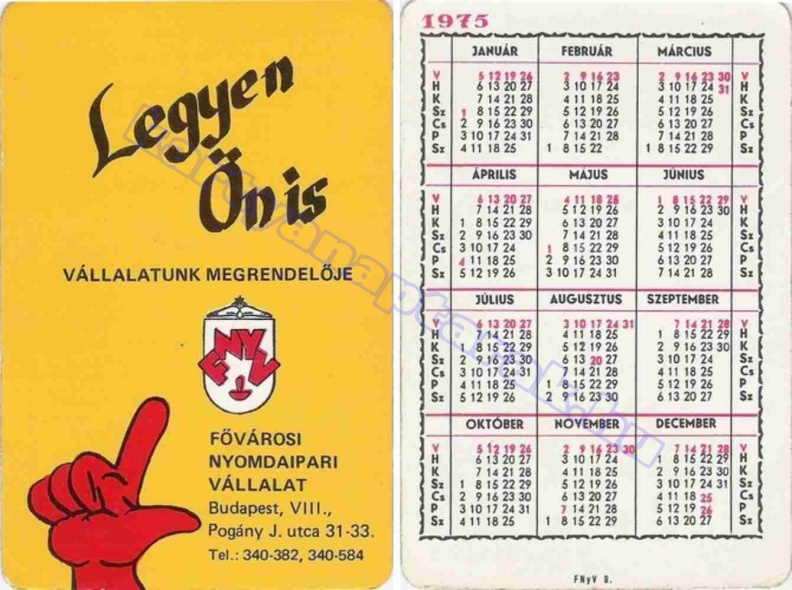 Legyen
Ön is
VÁLLALATUNK MEGRENDELŐJE
FNYV
FŐVÁROSI
NYOMDAIPARI
VÁLLALAT
Budapest, VIII.,
Pogány J. utca 31-33.
Tel.: 340-382, 340-584
kartyanaptarak.hu
1975
JANUÁR FEBRUÁR MÁRCIUS
V 5 12 19 26 2 9 16 23 2 9 16 23 30 V
H 6 13 20 27 3 10 17 24 3 10 17 24 31 H
K 7 14 21 28 4 11 18 25 4 11 18 25 K
Sz 1 8 15 22 29 5 12 19 26 5 12 19 26 Sz
Cs 2 9 16 23 30 6 13 20 27 6 13 20 27 Cs
P 3 10 17 24 31 7 14 21 28 7 14 21 28 P
Sz 4 11 18 25 1 8 15 22 1 8 15 22 29 Sz
ÁPRILIS MÁJUS JÚNIUS
V 6 13 20 27 4 11 18 25 1 8 15 22 29 V
H 7 14 21 28 5 12 19 26 2 9 16 23 30 H
K 1 8 15 22 29 6 13 20 27 3 10 17 24 K
Sz 2 9 16 23 30 7 14 21 28 4 11 18 25 Sz
Cs 3 10 17 24 1 8 15 22 29 5 12 19 26 Cs
P 4 11 18 25 2 9 16 23 30 6 13 20 27 P
Sz 5 12 19 26 3 10 17 24 31 7 14 21 28 Sz
JÚLIUS AUGUSZTUS SZEPTEMBER
V 6 13 20 27 3 10 17 24 31 7 14 21 28 V
H 7 14 21 28 4 11 18 25 1 8 15 22 29 H
K 1 8 15 22 29 5 12 19 26 2 9 16 23 30 K
Sz 2 9 16 23 30 6 13 20 27 3 10 17 24 Sz
Cs 3 10 17 24 31 7 14 21 28 4 11 18 25 Cs
P 4 11 18 25 1 8 15 22 29 5 12 19 26 P
Sz 5 12 19 26 2 9 16 23 30 6 13 20 27 Sz
OKTÓBER NOVEMBER DECEMBER
V 5 12 19 26 2 9 16 23 30 7 14 21 28 V
H 6 13 20 27 3 10 17 24 1 8 15 22 29 H
K 7 14 21 28 4 11 18 25 2 9 16 23 30 K
Sz 1 8 15 22 29 5 12 19 26 3 10 17 24 31 Sz
Cs 2 9 16 23 30 6 13 20 27 4 11 18 25 Cs
P 3 10 17 24 31 7 14 21 28 5 12 19 26 P
Sz 4 11 18 25 1 8 15 22 29 6 13 20 27 Sz
FNyV 9.